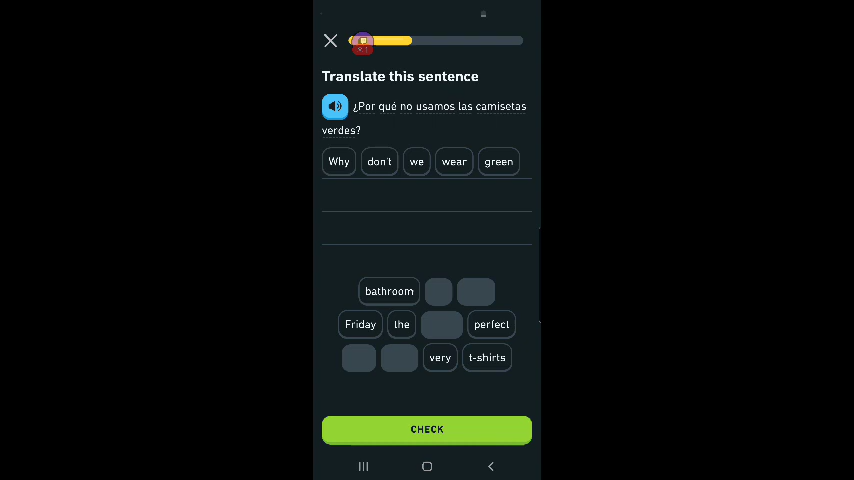 Translate this sentence
¿Por qué no usamos las camisetas
verdes?
Why don't we wear green
bathroom
Friday the perfect
very t-shirts
CHECK